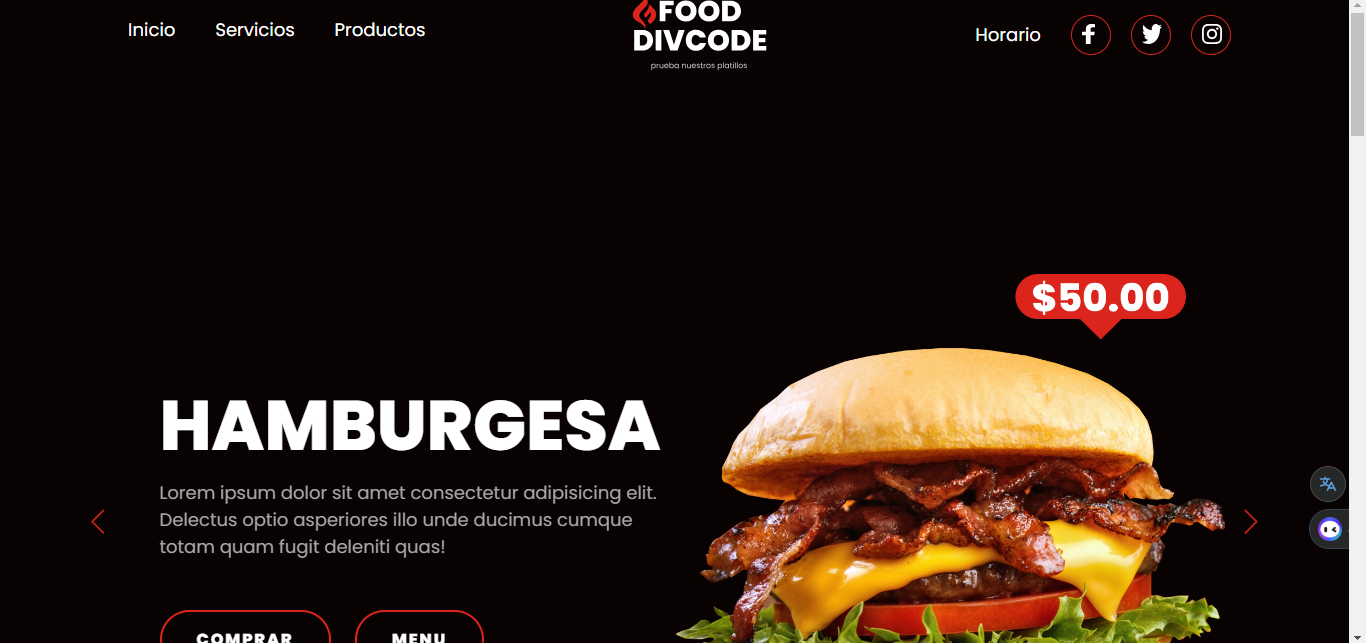 Inicio
Servicios
Productos
FOOD
DIVCODE
prueba nuestros platillos
Horario
$50.00
HAMBURGESA
Lorem ipsum dolor sit amet consectetur adipisicing elit.
Delectus optio asperiores illo unde ducimus cumque
totam quam fugit deleniti quas!
COMPRAR
MENU